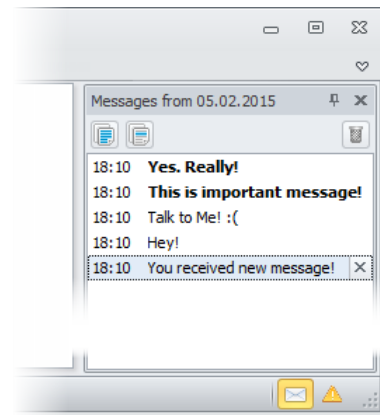 Messages from 05.02.2015
18:10 Yes. Really!
18:10 This is important message!
18:10 Talk to Me! :(
18:10 Hey!
18:10 You received new message!